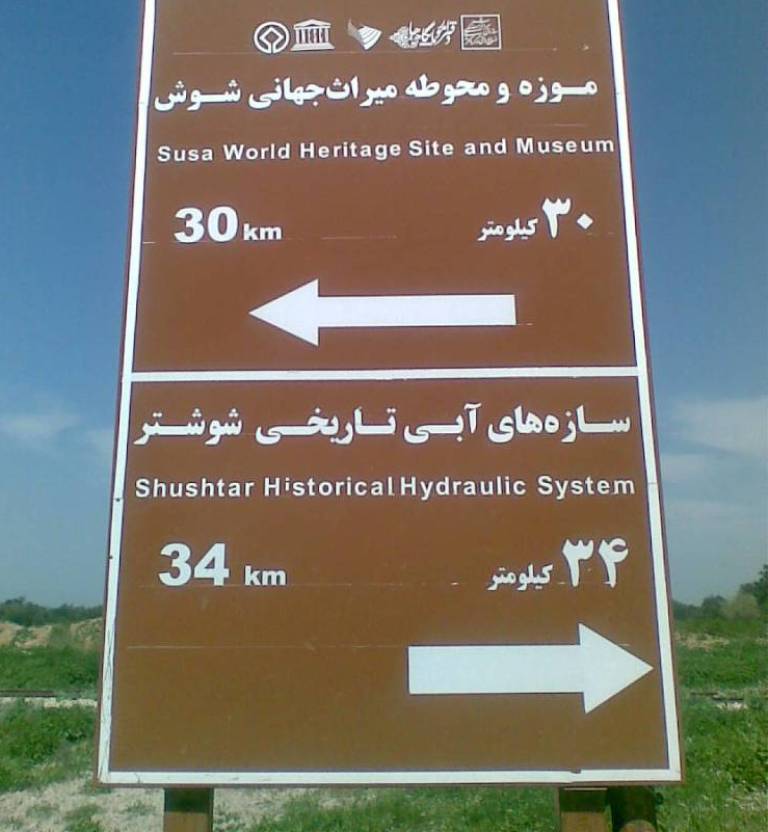 موزه و محوطه میراث‌جهانی شوش
Susa World Heritage Site and Museum
30 km ۳۰ کیلومتر
سازه‌های آبی تاریخی شوشتر
Shushtar Historical Hydraulic System
34 km ۳۴ کیلومتر